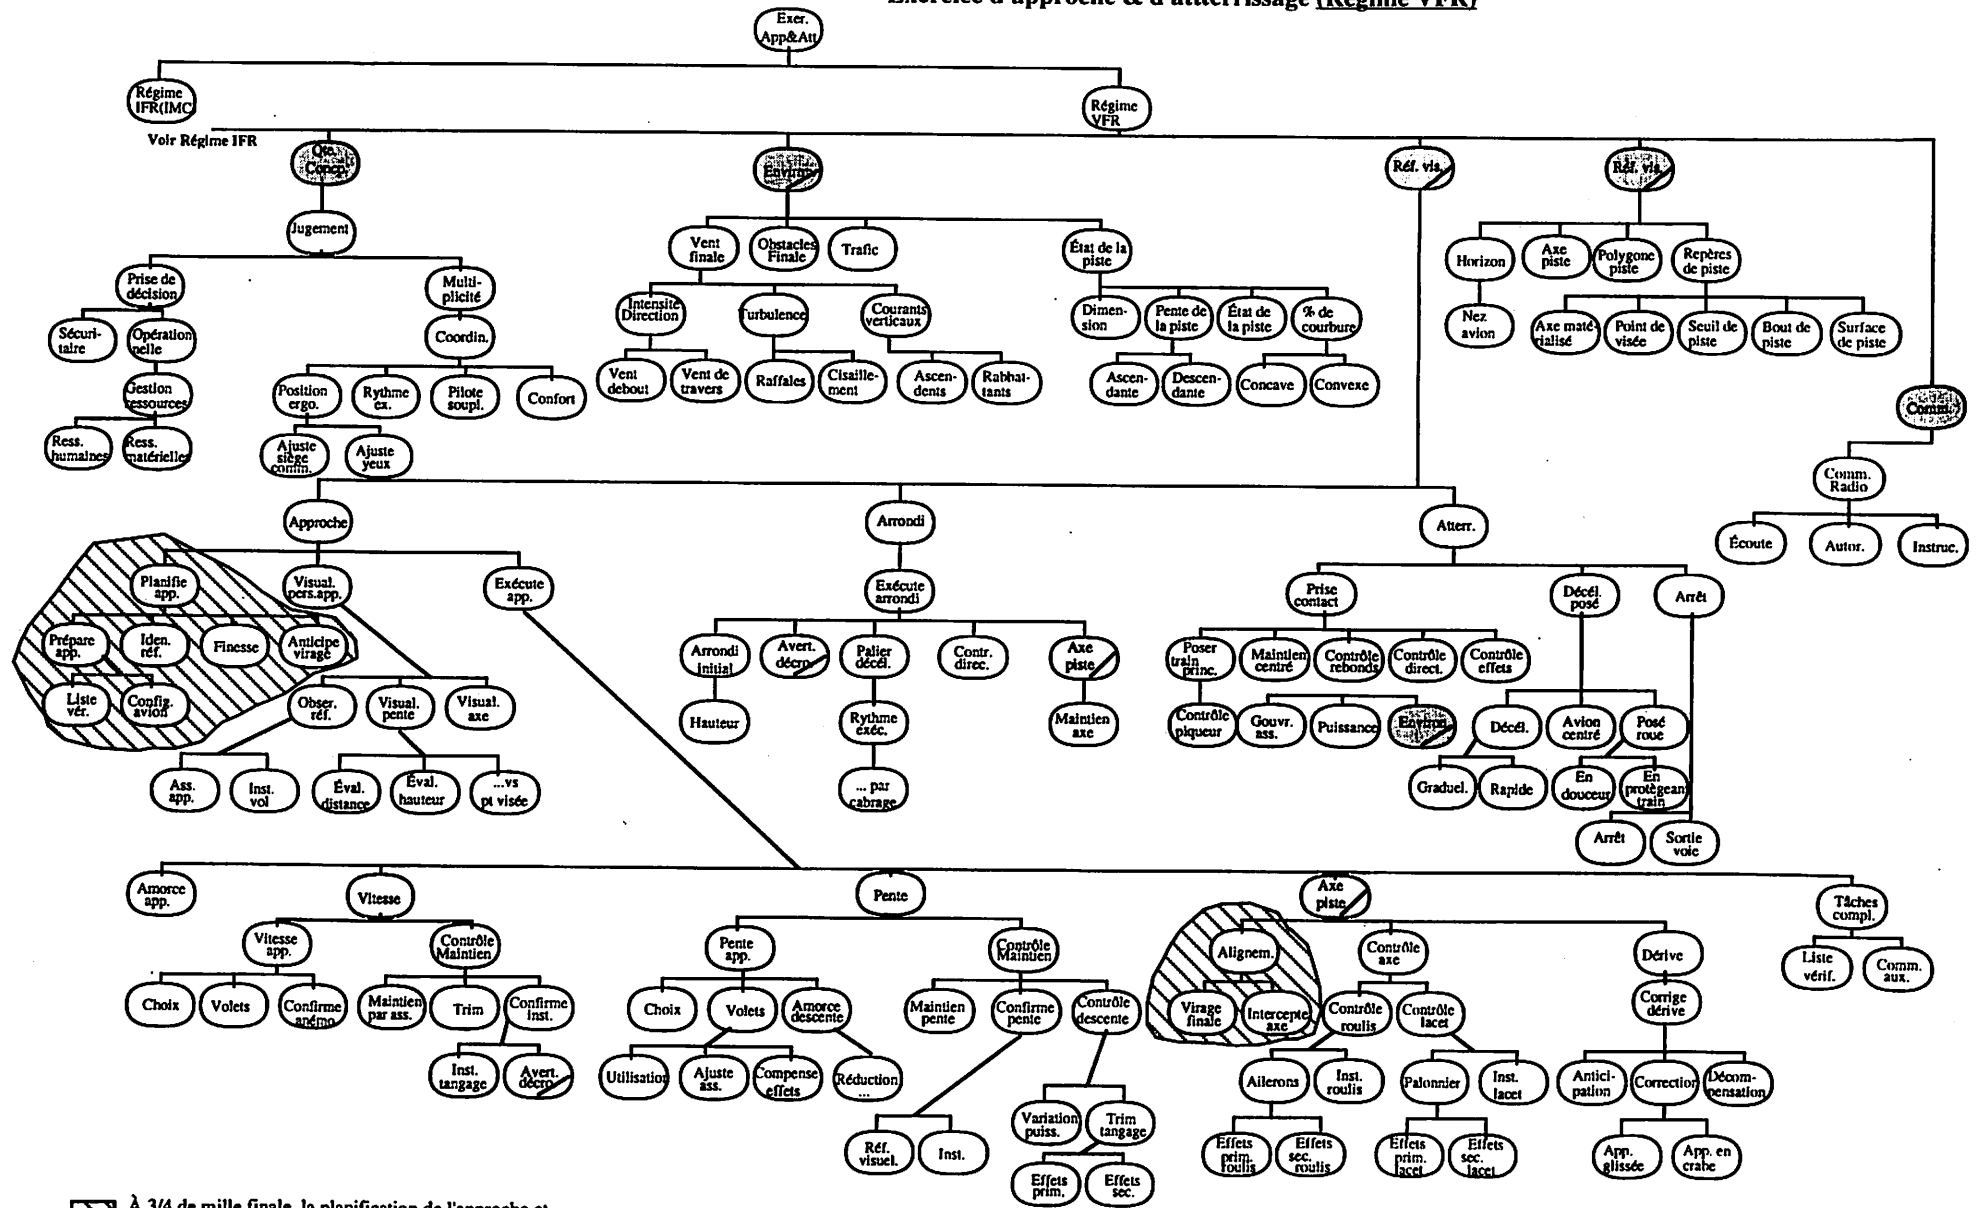 Exercice d'approche & d'attterrissage (Régime VFR)
Exer.
App&Att
Régime
IFR(IMC
Régime
VFR
Voir Régime IFR
Qte.
Concp.
Environ.
Réf. vis.
Réf. vis.
Jugement
Vent
finale
Obstacles
Finale
Trafic
État de la
piste
Horizon
Axe
piste
Polygone
piste
Repères
de piste
Prise de
décision
Multi-
plicité
Intensité
Direction
Turbulence
Courants
verticaux
Dimen-
sion
Pente de
la piste
État de
la piste
% de
courbure
Nez
avion
Axe maté-
rialisé
Point de
visée
Seuil de
piste
Bout de
piste
Surface
de piste
Sécuri-
taire
Opération
nelle
Coordin.
Vent
debout
Vent de
travers
Raffales
Cisaille-
ment
Ascen-
dents
Rabbat-
tants
Ascen-
dante
Descen-
dante
Concave
Convexe
Gestion
ressources
Position
ergo.
Rythme
ex.
Pilote
soupl.
Confort
Comm.
Ress.
humaines
Ress.
matérielles
Ajuste
siège
comm.
Ajuste
yeux
Comm.
Radio
Approche
Arrondi
Atterr.
Écoute
Autor.
Instruc.
Planifie
app.
Visual.
pers.app.
Exécute
app.
Exécute
arrondi
Prise
contact
Décél.
posé
Arrêt
Prépare
app.
Iden.
réf.
Finesse
Anticipe
virage
Arrondi
initial
Avert.
décro.
Palier
décél.
Contr.
direc.
Axe
piste
Poser
train
princ.
Maintien
centré
Contrôle
rebonds
Contrôle
direct.
Contrôle
effets
Liste
vér.
Config.
avion
Obser.
réf.
Visual.
pente
Visual.
axe
Hauteur
Rythme
exéc.
Maintien
axe
Contrôle
piqueur
Gouvr.
ass.
Puissance
Environ.
Décél.
Avion
centré
Posé
roue
Ass.
app.
Inst.
vol
Éval.
distance
Éval.
hauteur
...vs
pt visée
... par
cabrage
Graduel.
Rapide
En
douceur
En
protégeant
train
Arrêt
Sortie
voie
Amorce
app.
Vitesse
Pente
Axe
piste
Tâches
compl.
Vitesse
app.
Contrôle
Maintien
Pente
app.
Contrôle
Maintien
Alignem.
Contrôle
axe
Dérive
Liste
vérif.
Comm.
aux.
Choix
Volets
Confirme
anémo.
Maintien
par ass.
Trim
Confirme
inst.
Choix
Volets
Amorce
descente
Maintien
pente
Confirme
pente
Contrôle
descente
Virage
finale
Intercepte
axe
Contrôle
roulis
Contrôle
lacet
Corrige
dérive
Inst.
tangage
Avert.
décro.
Utilisation
Ajuste
ass.
Compense
effets
Réduction
...
Ailerons
Inst.
roulis
Palonnier
Inst.
lacet
Antici-
pation
Correction
Décom-
pensation
Variation
puiss.
Trim
tangage
Réf.
visuel.
Inst.
Effets
prim.
roulis
Effets
sec.
roulis
Effets
prim.
lacet
Effets
sec.
lacet
App.
glissée
App. en
crabe
Effets
prim.
Effets
sec.
À 3/4 de mille finale, la planification de l'approche et